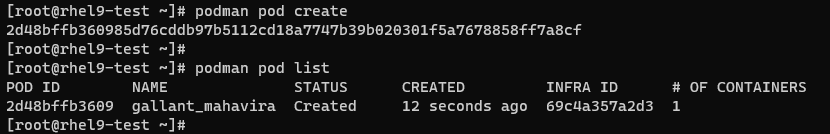 [root@rhel9-test ~]# podman pod create
2d48bffb360985d76cddb97b5112cd18a7747b39b020301f5a7678858ff7a8cf
[root@rhel9-test ~]#
[root@rhel9-test ~]# podman pod list
POD ID        NAME              STATUS      CREATED         INFRA ID      # OF CONTAINERS
2d48bffb3609  gallant_mahavira  Created     12 seconds ago  69c4a357a2d3  1
[root@rhel9-test ~]#